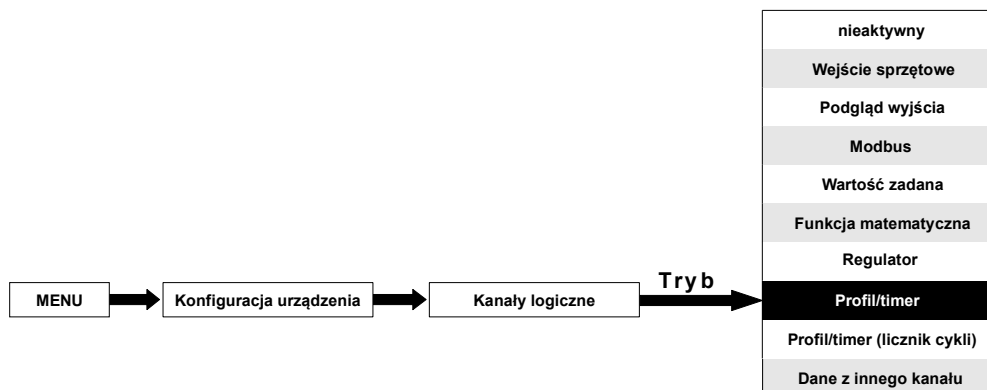 nieaktywny
Wejście sprzętowe
Podgląd wyjścia
Modbus
Wartość zadana
Funkcja matematyczna
Regulator
MENU
Konfiguracja urządzenia
Kanały logiczne
Tryb
Profil/timer
Profil/timer (licznik cykli)
Dane z innego kanału